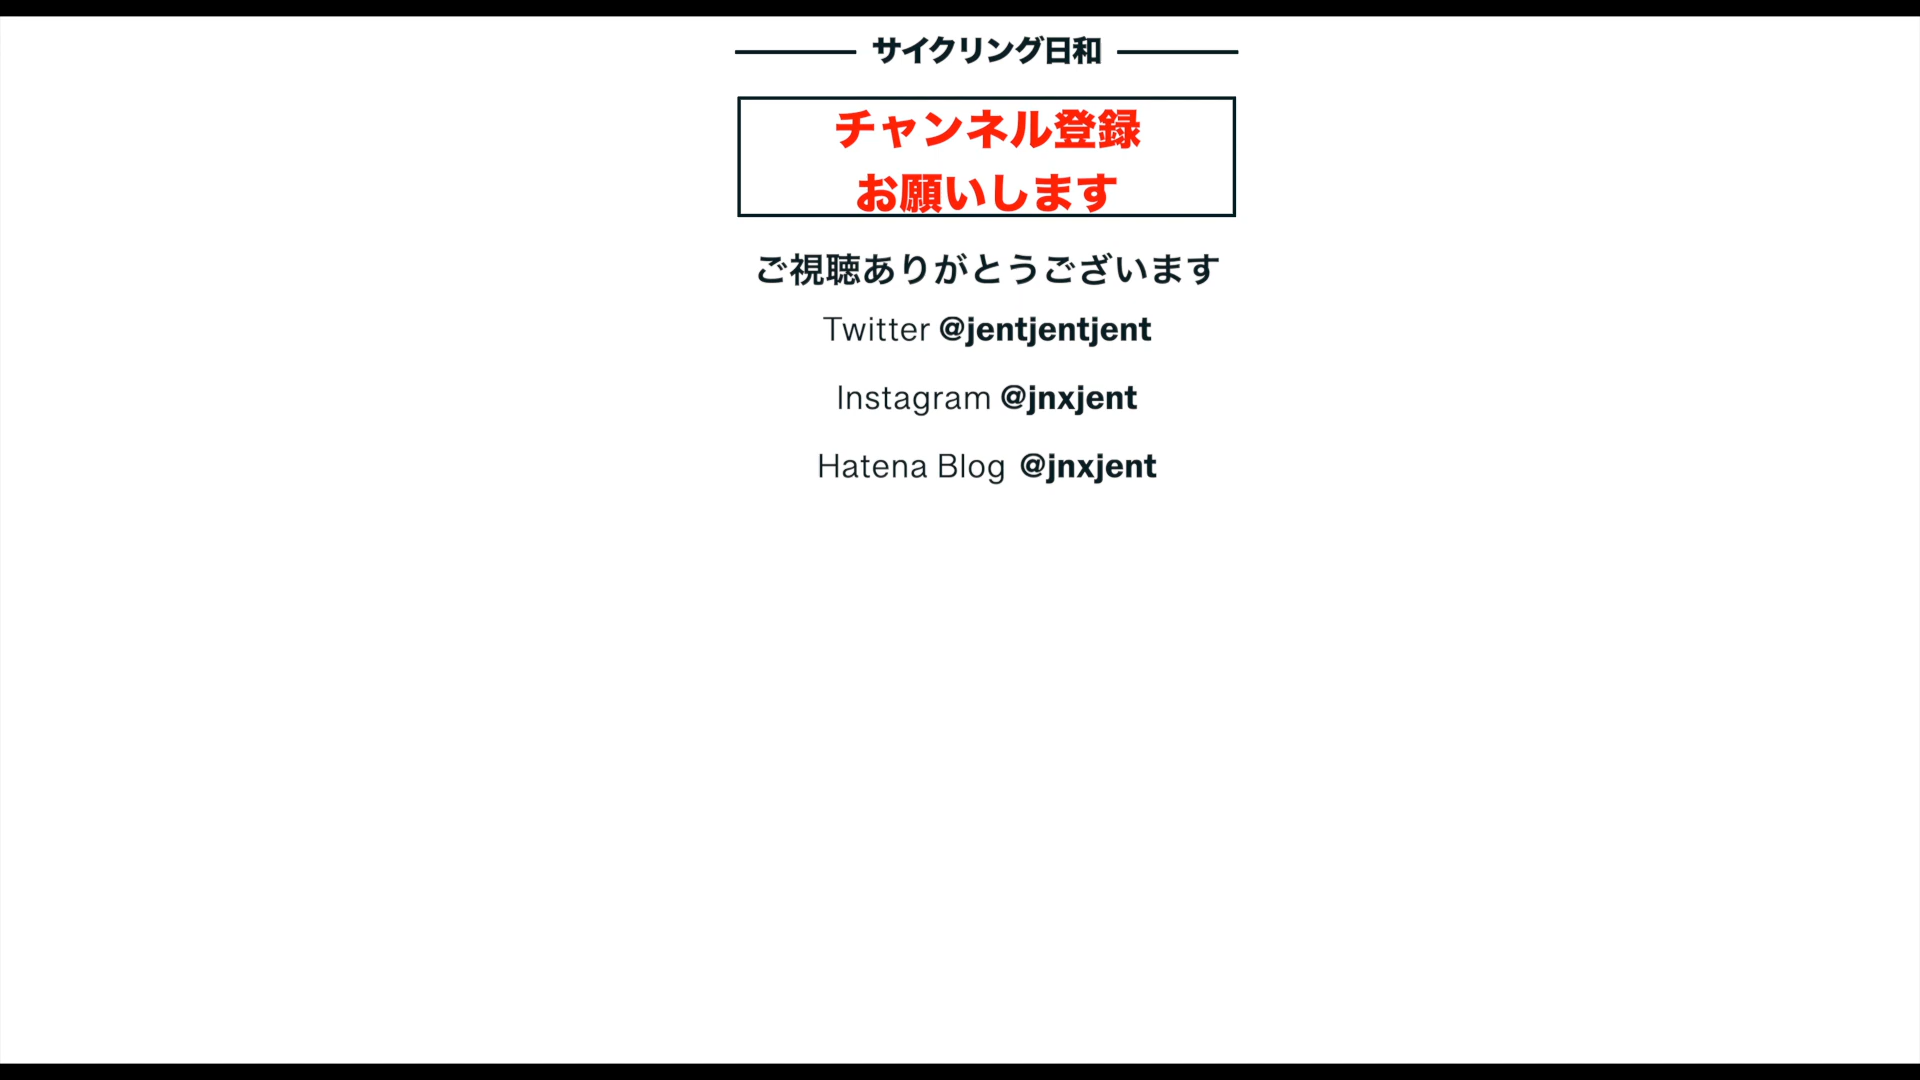 サイクリング日和
チャンネル登録
お願いします
ご視聴ありがとうございます
Twitter @jentjentjent
Instagram @jnxjent
Hatena Blog @jnxjent